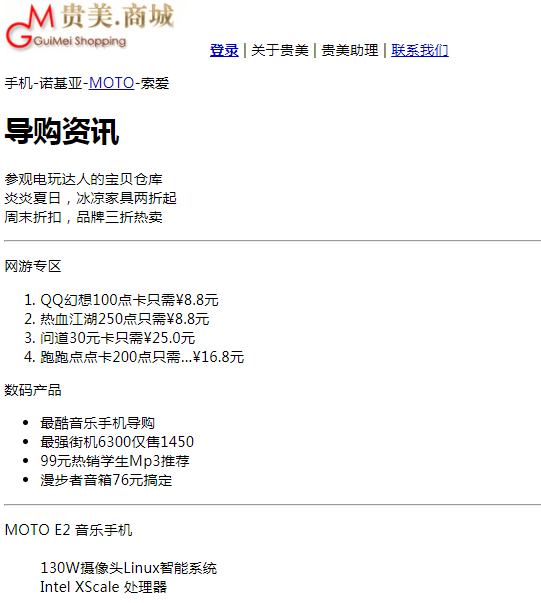 贵美.商城
GuiMei Shopping
登录 | 关于贵美 | 贵美助理 | 联系我们
手机-诺基亚-MOTO-索爱
导购资讯
参观电玩达人的宝贝仓库
炎炎夏日，冰凉家具两折起
周末折扣，品牌三折热卖
网游专区
1. QQ幻想100点卡只需¥8.8元
2. 热血江湖250点只需¥8.8元
3. 问道30元卡只需¥25.0元
4. 跑跑点点卡200点只需...¥16.8元
数码产品
• 最酷音乐手机导购
• 最强街机6300仅售1450
• 99元热销学生Mp3推荐
• 漫步者音箱76元搞定
MOTO E2 音乐手机
130W摄像头Linux智能系统
Intel XScale 处理器